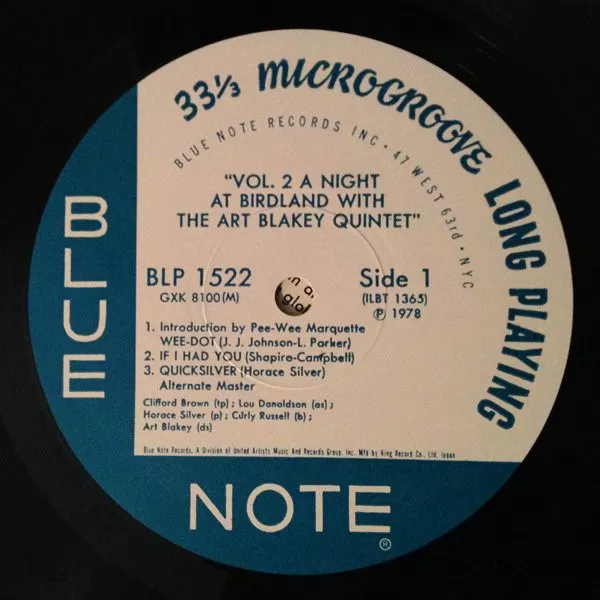 33⅓ MICROGROOVE LONG PLAYING
BLUE NOTE RECORDS INC • 47 WEST 63rd • NYC
"VOL. 2 A NIGHT
AT BIRDLAND WITH
THE ART BLAKEY QUINTET"
BLP 1522
GXK 8100(M)
Side 1
(ILBT 1365)
Ⓟ 1978
1. Introduction by Pee-Wee Marquette
WEE-DOT (J. J. Johnson-L. Parker)
2. IF I HAD YOU (Shapiro-Campbell)
3. QUICKSILVER (Horace Silver)
Alternate Master
Clifford Brown (tp) ; Lou Donaldson (as) ;
Horace Silver (p) ; Curly Russell (b) ;
Art Blakey (ds)
Blue Note Records, A Division of United Artists Music And Records Group, Inc. Mfd by King Record Co., Ltd, Japan
BLUE
NOTE
®